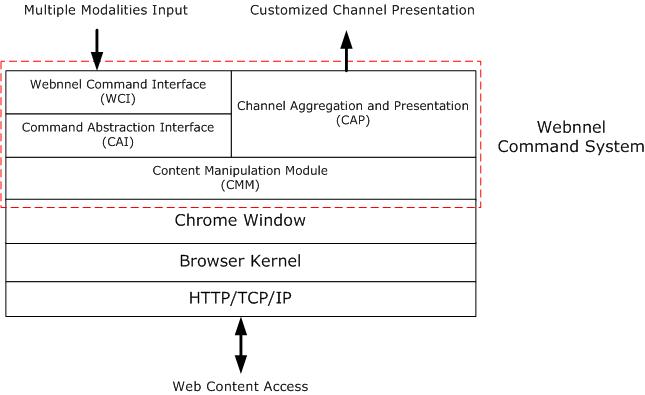 Multiple Modalities Input
Customized Channel Presentation
Webnnel Command Interface
(WCI)
Command Abstraction Interface
(CAI)
Channel Aggregation and Presentation
(CAP)
Webnnel
Command System
Content Manipulation Module
(CMM)
Chrome Window
Browser Kernel
HTTP/TCP/IP
Web Content Access